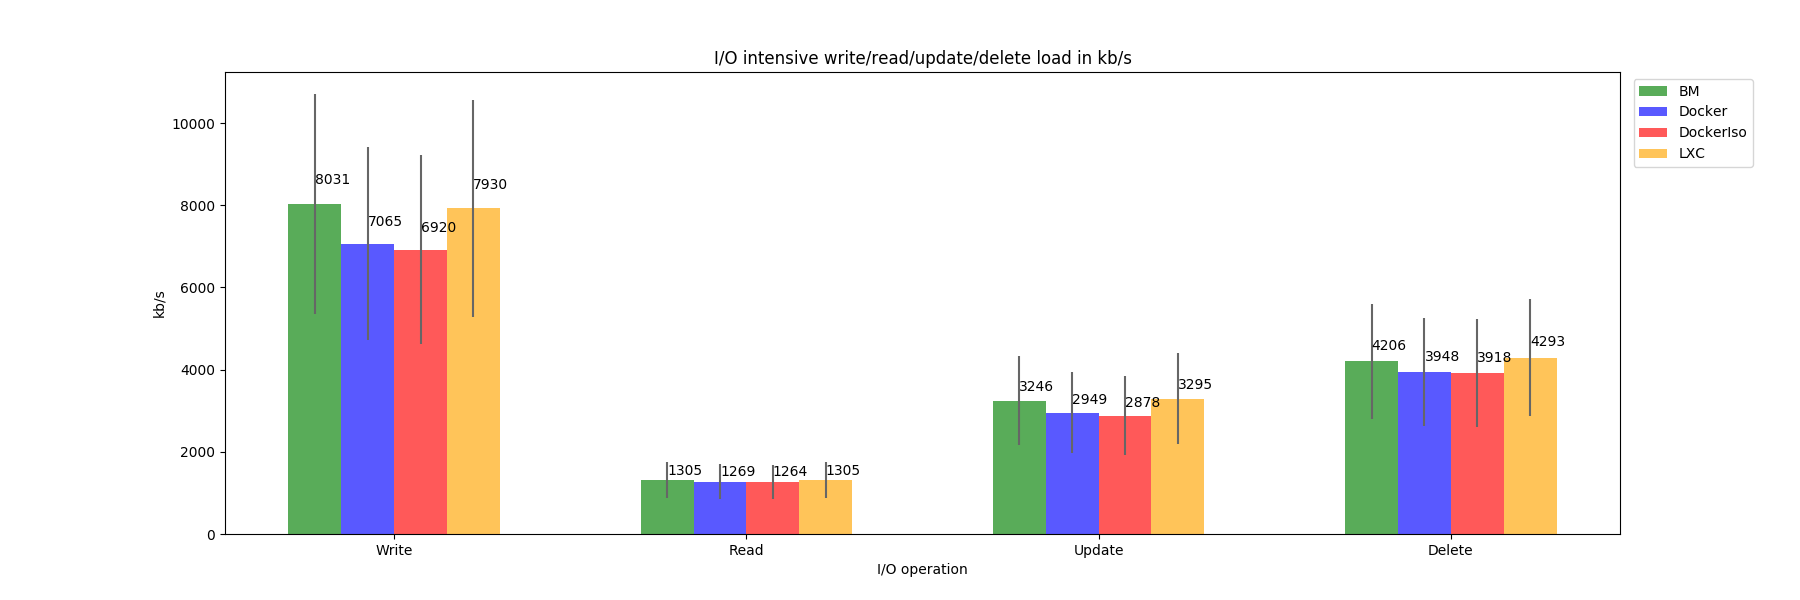 I/O intensive write/read/update/delete load in kb/s
BM
Docker
DockerIso
LXC
kb/s
10000
8000
6000
4000
2000
0
8031
7065
6920
7930
1305
1269
1264
1305
3246
2949
2878
3295
4206
3948
3918
4293
Write
Read
Update
Delete
I/O operation